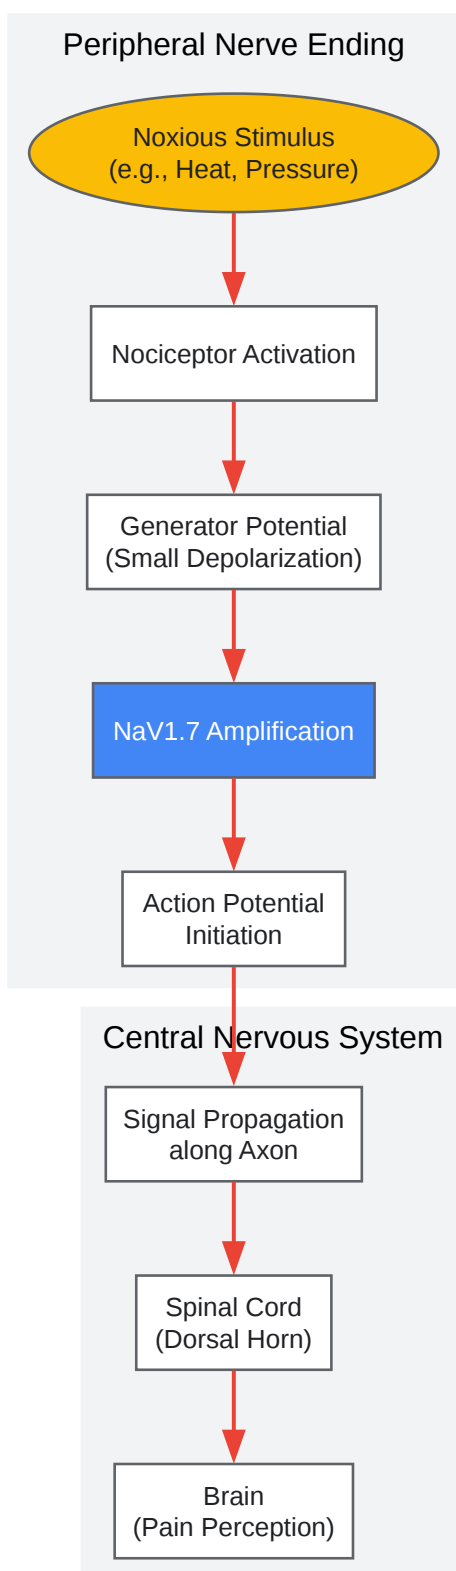 Peripheral Nerve Ending
Noxious Stimulus
(e.g., Heat, Pressure)
Nociceptor Activation
Generator Potential
(Small Depolarization)
NaV1.7 Amplification
Action Potential
Initiation
Central Nervous System
Signal Propagation
along Axon
Spinal Cord
(Dorsal Horn)
Brain
(Pain Perception)